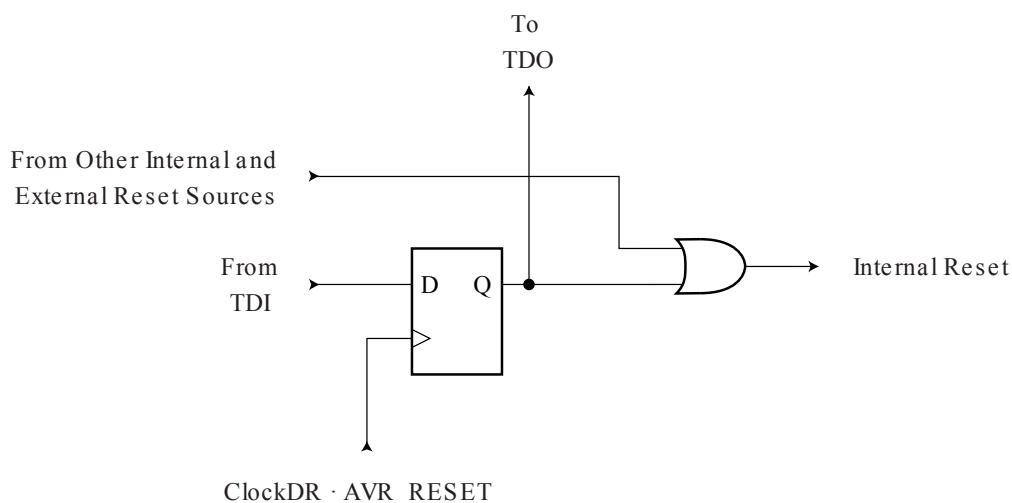 To
TDO
From Other Internal and
External Reset Sources
From
TDI
D Q
Internal Reset
ClockDR · AVR_RESET